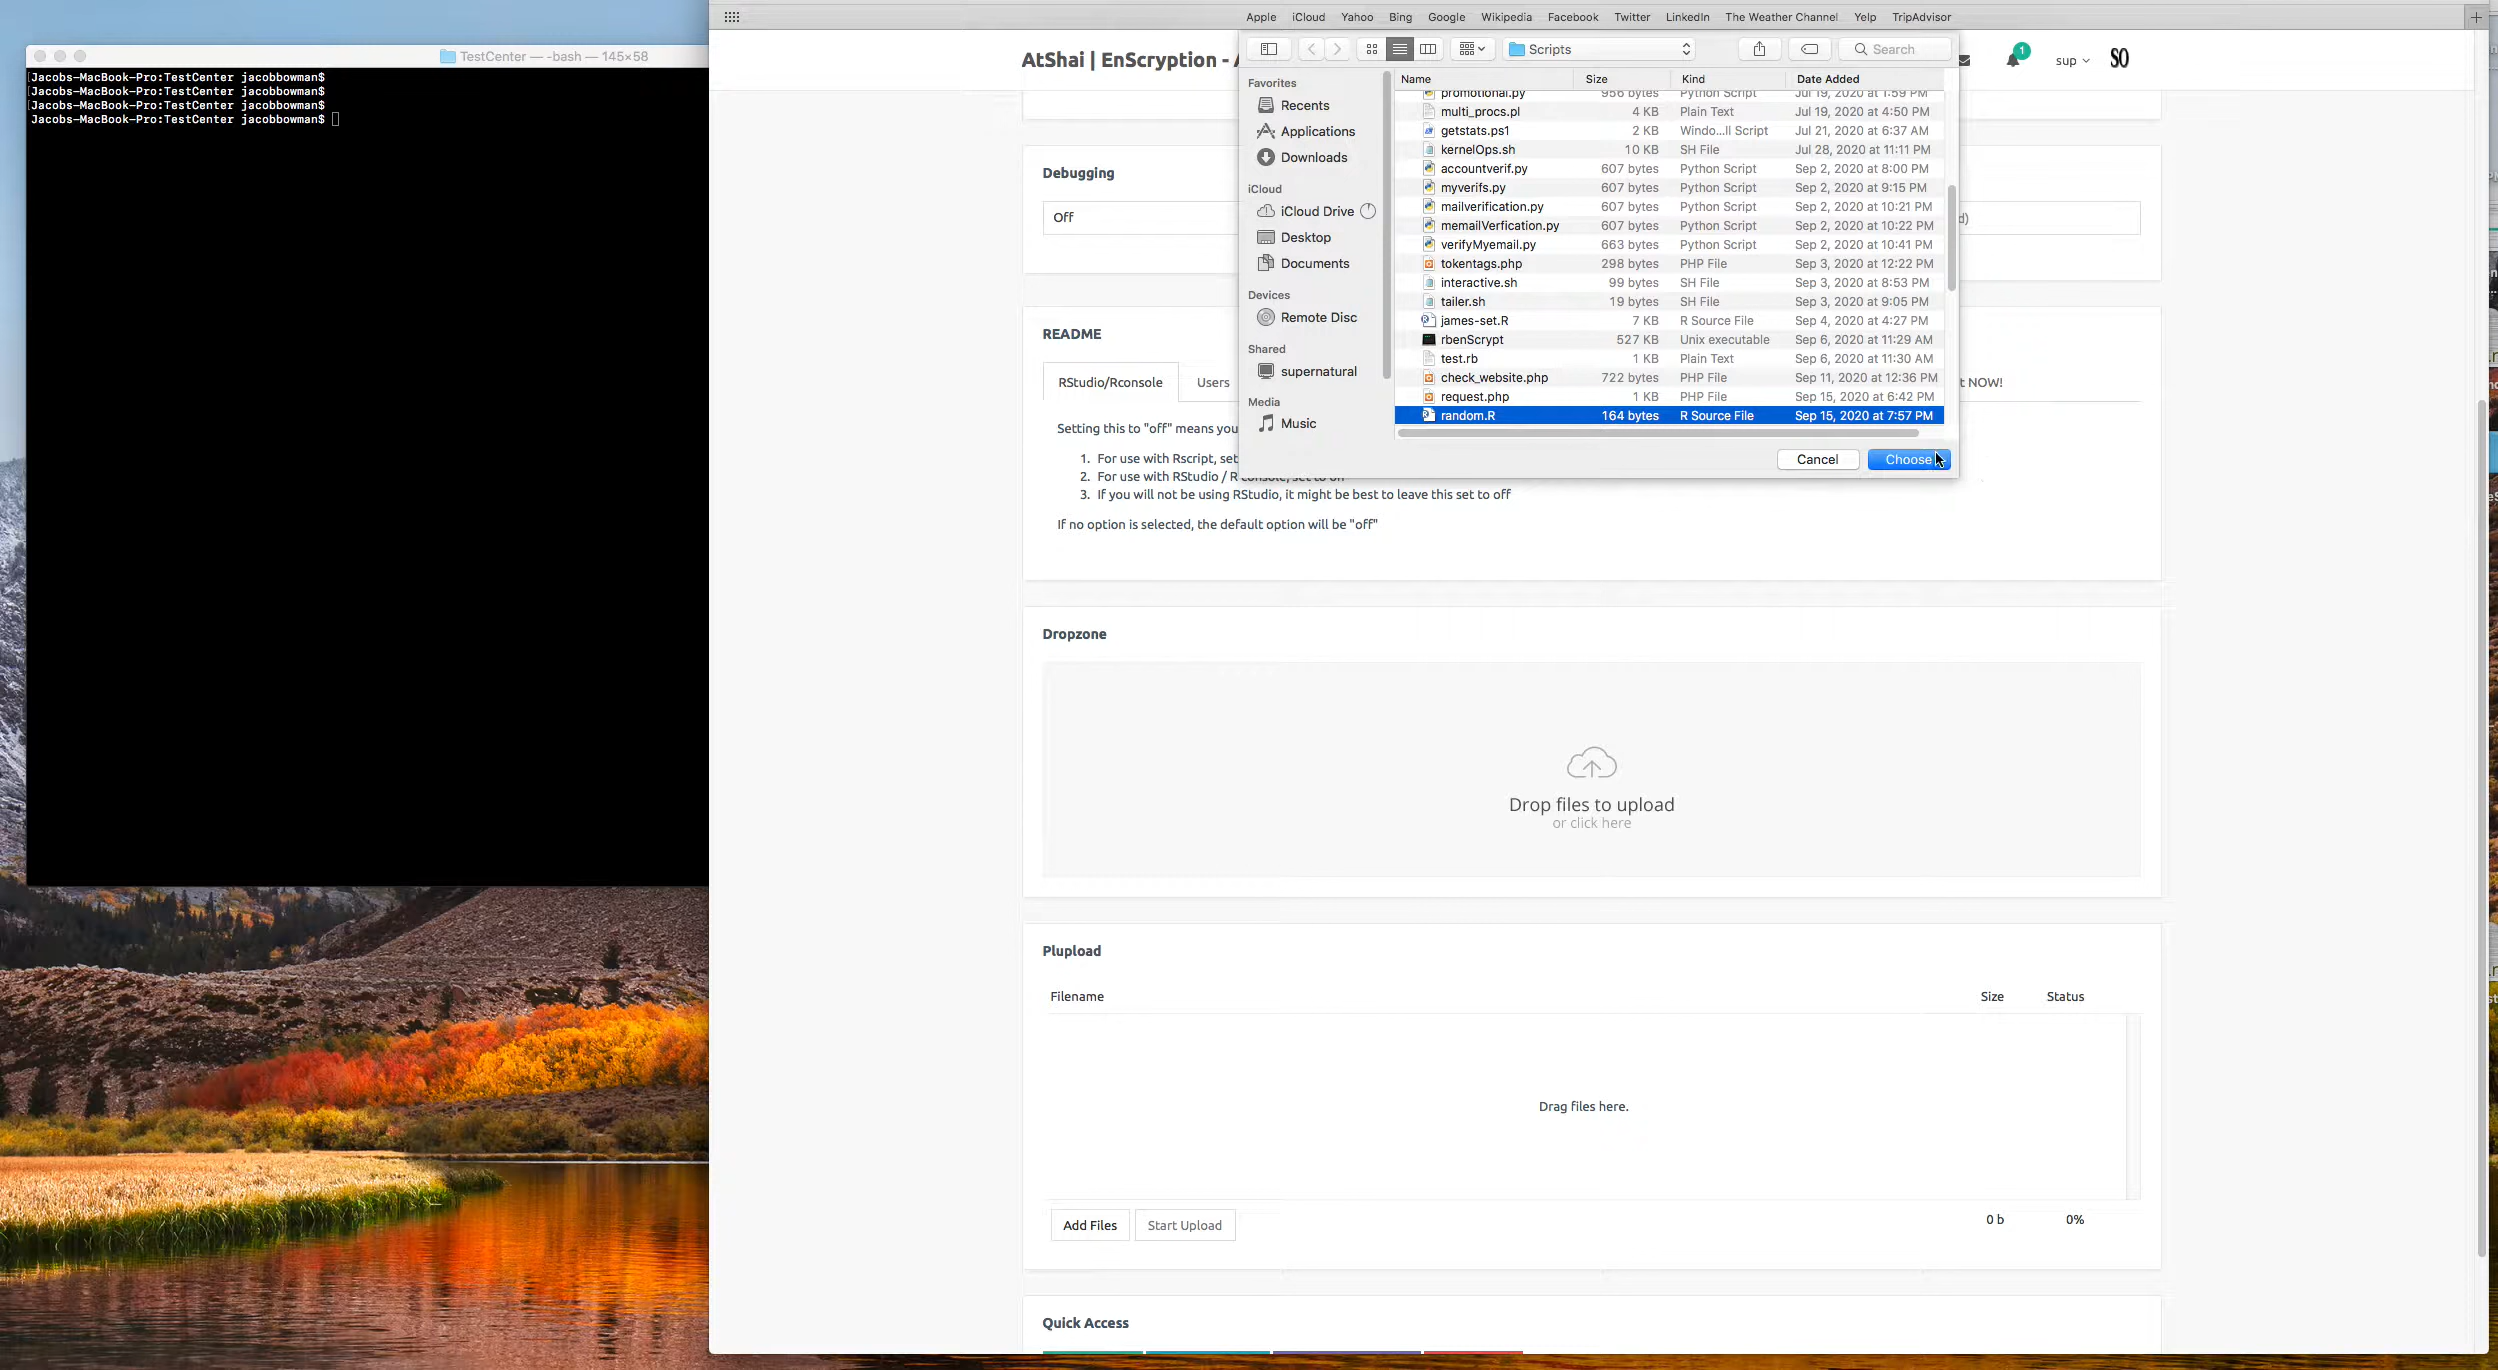 TestCenter — -bash — 145×58
Jacobs-MacBook-Pro:TestCenter jacobbowman$
Jacobs-MacBook-Pro:TestCenter jacobbowman$
Jacobs-MacBook-Pro:TestCenter jacobbowman$
Jacobs-MacBook-Pro:TestCenter jacobbowman$
Apple iCloud Yahoo Bing Google Wikipedia Facebook Twitter LinkedIn The Weather Channel Yelp TripAdvisor
AtShai | EnScryption -
1
sup
SO
Scripts
Search
Favorites
Recents
Applications
Downloads
iCloud
iCloud Drive
Desktop
Documents
Devices
Remote Disc
Shared
supernatural
Media
Music
Name Size Kind Date Added
promotional.py 956 bytes Python Script Jul 19, 2020 at 1:59 PM
multi_procs.pl 4 KB Plain Text Jul 19, 2020 at 4:50 PM
getstats.ps1 2 KB Windo...ll Script Jul 21, 2020 at 6:37 AM
kernelOps.sh 10 KB SH File Jul 28, 2020 at 11:11 PM
accountverif.py 607 bytes Python Script Sep 2, 2020 at 8:00 PM
myverifs.py 607 bytes Python Script Sep 2, 2020 at 9:15 PM
mailverification.py 607 bytes Python Script Sep 2, 2020 at 10:21 PM
memailVerfication.py 607 bytes Python Script Sep 2, 2020 at 10:22 PM
verifyMyemail.py 663 bytes Python Script Sep 2, 2020 at 10:41 PM
tokentags.php 298 bytes PHP File Sep 3, 2020 at 12:22 PM
interactive.sh 99 bytes SH File Sep 3, 2020 at 8:53 PM
tailer.sh 19 bytes SH File Sep 3, 2020 at 9:05 PM
james-set.R 7 KB R Source File Sep 4, 2020 at 4:27 PM
rbenScrypt 527 KB Unix executable Sep 6, 2020 at 11:29 AM
test.rb 1 KB Plain Text Sep 6, 2020 at 11:30 AM
check_website.php 722 bytes PHP File Sep 11, 2020 at 12:36 PM
request.php 1 KB PHP File Sep 15, 2020 at 6:42 PM
random.R 164 bytes R Source File Sep 15, 2020 at 7:57 PM
Cancel Choose
Debugging
Off
d)
README
RStudio/Rconsole Users
t NOW!
Setting this to "off" means you
1. For use with Rscript, set
2. For use with RStudio / R console, set to on
3. If you will not be using RStudio, it might be best to leave this set to off
If no option is selected, the default option will be "off"
Dropzone
Drop files to upload
or click here
Plupload
Filename Size Status
Drag files here.
Add Files Start Upload 0 b 0%
Quick Access